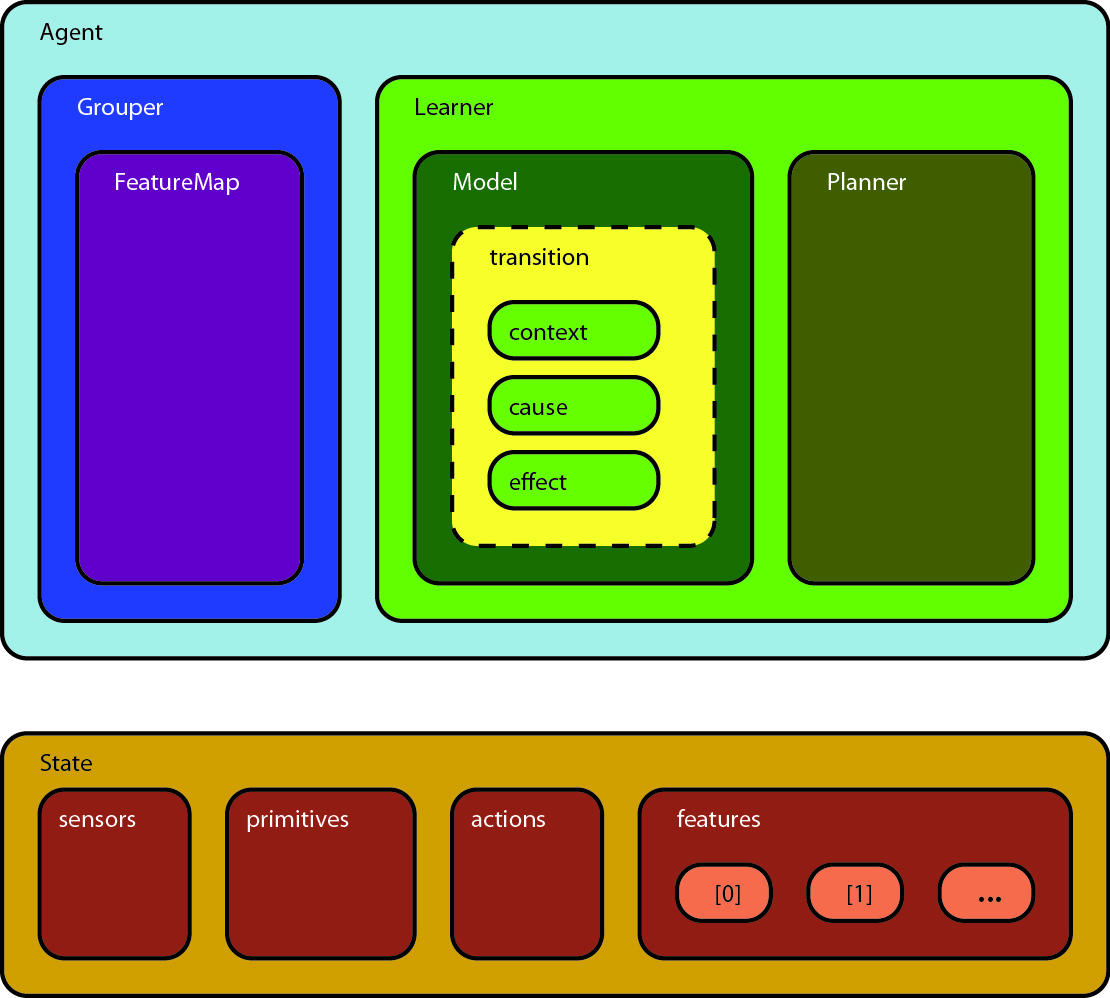 Agent
Grouper
Learner
FeatureMap
Model
Planner
transition
context
cause
effect
State
sensors
primitives
actions
features
[0]
[1]
...